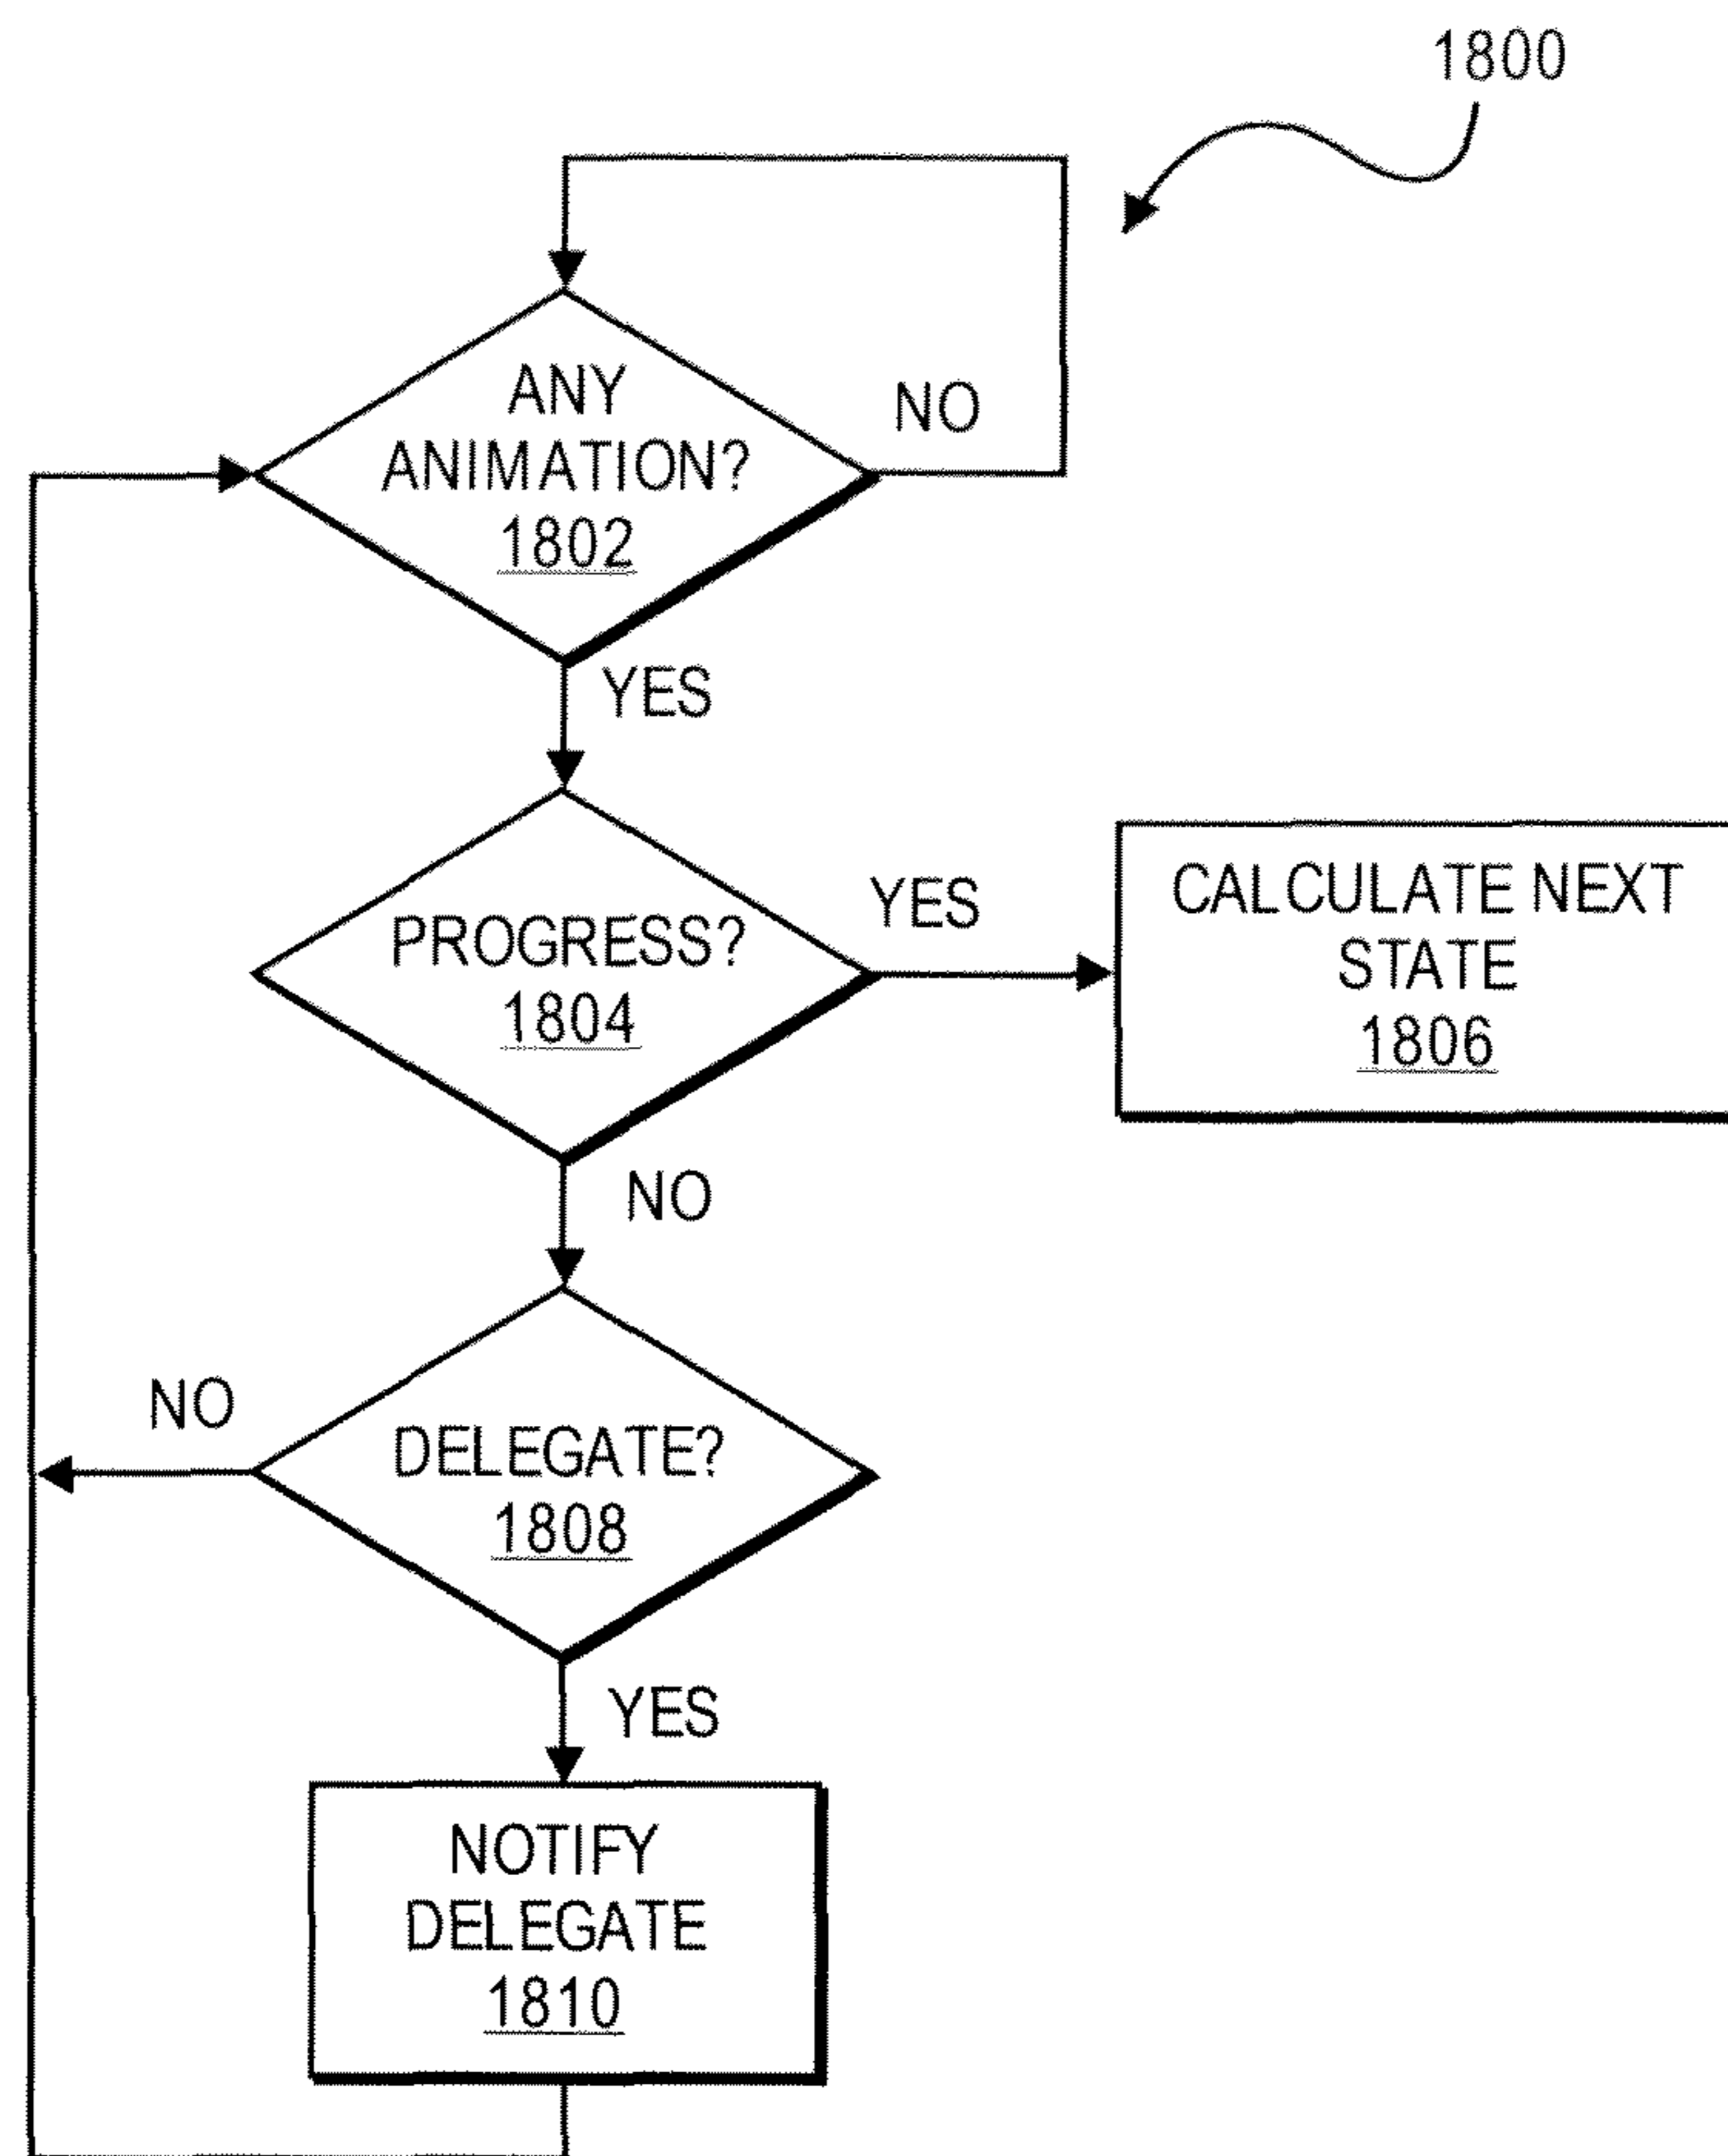 1800
ANY
ANIMATION?
1802
NO
YES
PROGRESS?
1804
YES
CALCULATE NEXT
STATE
1806
NO
DELEGATE?
1808
NO
YES
NOTIFY
DELEGATE
1810